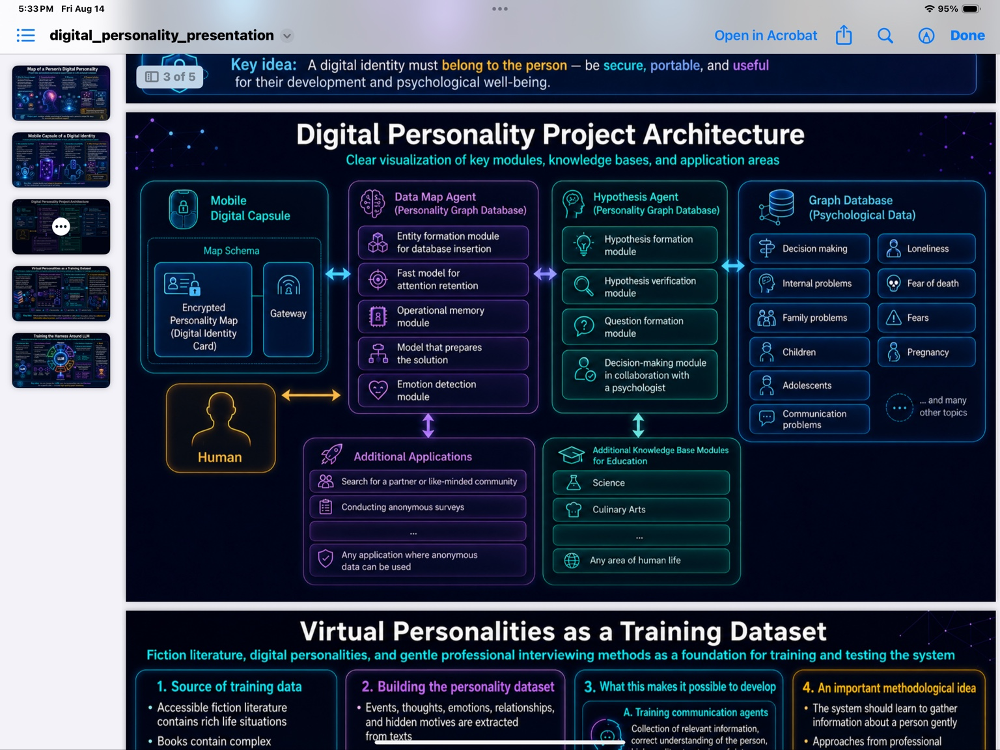 5:33 PM Fri Aug 14
95%
digital_personality_presentation
Open in Acrobat
Done
Map of a Person's Digital Personality
Mobile Capsule of a Digital Identity
Digital Personality Project Architecture
Virtual Personalities as a Training Dataset
Training the Harness Around LLM
LLM
3 of 5
Key idea: A digital identity must belong to the person — be secure, portable, and useful
for their development and psychological well-being.
Digital Personality Project Architecture
Clear visualization of key modules, knowledge bases, and application areas
Mobile
Digital Capsule
Map Schema
Encrypted
Personality Map
(Digital Identity
Card)
Gateway
Human
Data Map Agent
(Personality Graph Database)
Entity formation module
for database insertion
Fast model for
attention retention
Operational memory
module
Model that prepares
the solution
Emotion detection
module
Hypothesis Agent
(Personality Graph Database)
Hypothesis formation
module
Hypothesis verification
module
Question formation
module
Decision-making module
in collaboration with
a psychologist
Graph Database
(Psychological Data)
Decision making
Loneliness
Internal problems
Fear of death
Family problems
Fears
Children
Pregnancy
Adolescents
Communication
problems
... and many
other topics
Additional Applications
Search for a partner or like-minded community
Conducting anonymous surveys
...
Any application where anonymous
data can be used
Additional Knowledge Base Modules
for Education
Science
Culinary Arts
...
Any area of human life
Virtual Personalities as a Training Dataset
Fiction literature, digital personalities, and gentle professional interviewing methods as a foundation for training and testing the system
1. Source of training data
• Accessible fiction literature
contains rich life situations
• Books contain complex
2. Building the personality dataset
• Events, thoughts, emotions, relationships,
and hidden motives are extracted
from texts
3. What this makes it possible to develop
A. Training communication agents
Collection of relevant information,
correct understanding of the person,
4. An important methodological idea
• The system should learn to gather
information about a person gently
• Approaches from professional